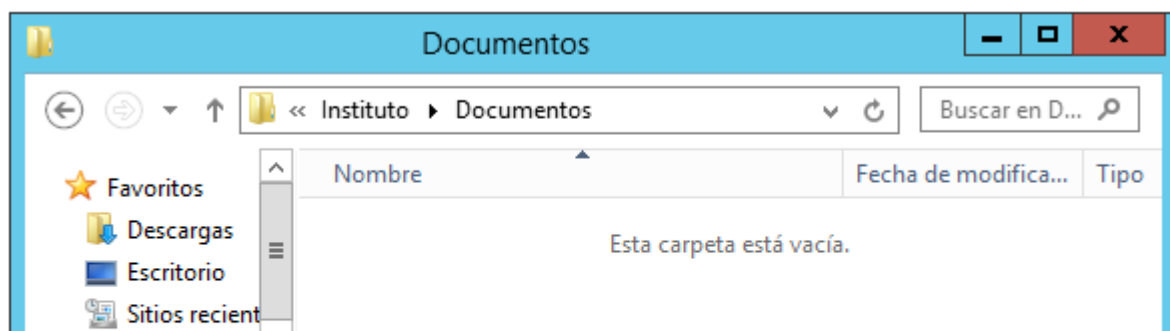 Documentos
« Instituto Documentos
Buscar en D...
Favoritos
Nombre
Fecha de modifica...
Tipo
Descargas
Esta carpeta está vacía.
Escritorio
Sitios recient